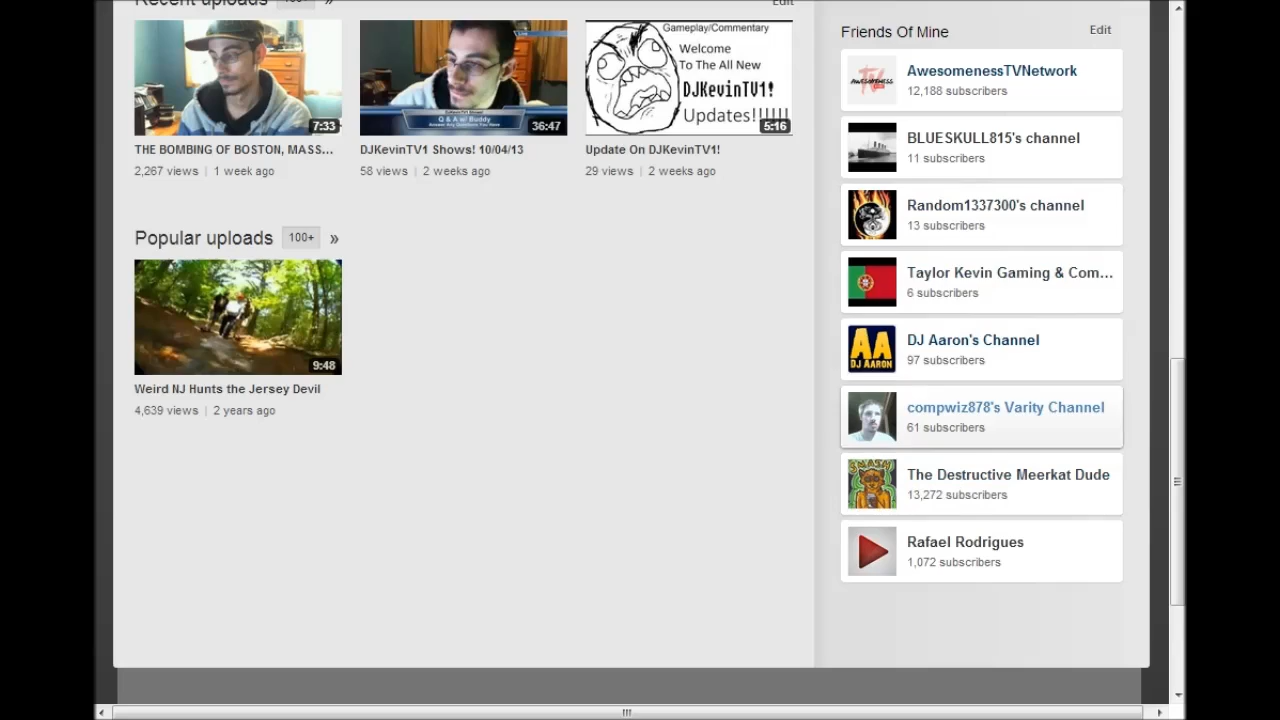 Recent uploads 100+ »
Edit
7:33
THE BOMBING OF BOSTON, MASS...
2,267 views | 1 week ago
Live
Q & A w/ Buddy
36:47
DJKevinTV1 Shows! 10/04/13
58 views | 2 weeks ago
Gameplay/Commentary
Welcome
To The All New
DJKevinTV1!
Updates!!!!!!
5:16
Update On DJKevinTV1!
29 views | 2 weeks ago
Popular uploads 100+ »
9:48
Weird NJ Hunts the Jersey Devil
4,639 views | 2 years ago
Friends Of Mine
Edit
AWESOMENESS
TV
AwesomenessTVNetwork
12,188 subscribers
BLUESKULL815's channel
11 subscribers
Random1337300's channel
13 subscribers
Taylor Kevin Gaming & Com...
6 subscribers
AA
DJ AARON
DJ Aaron's Channel
97 subscribers
compwiz878's Varity Channel
61 subscribers
SMASH
The Destructive Meerkat Dude
13,272 subscribers
Rafael Rodrigues
1,072 subscribers